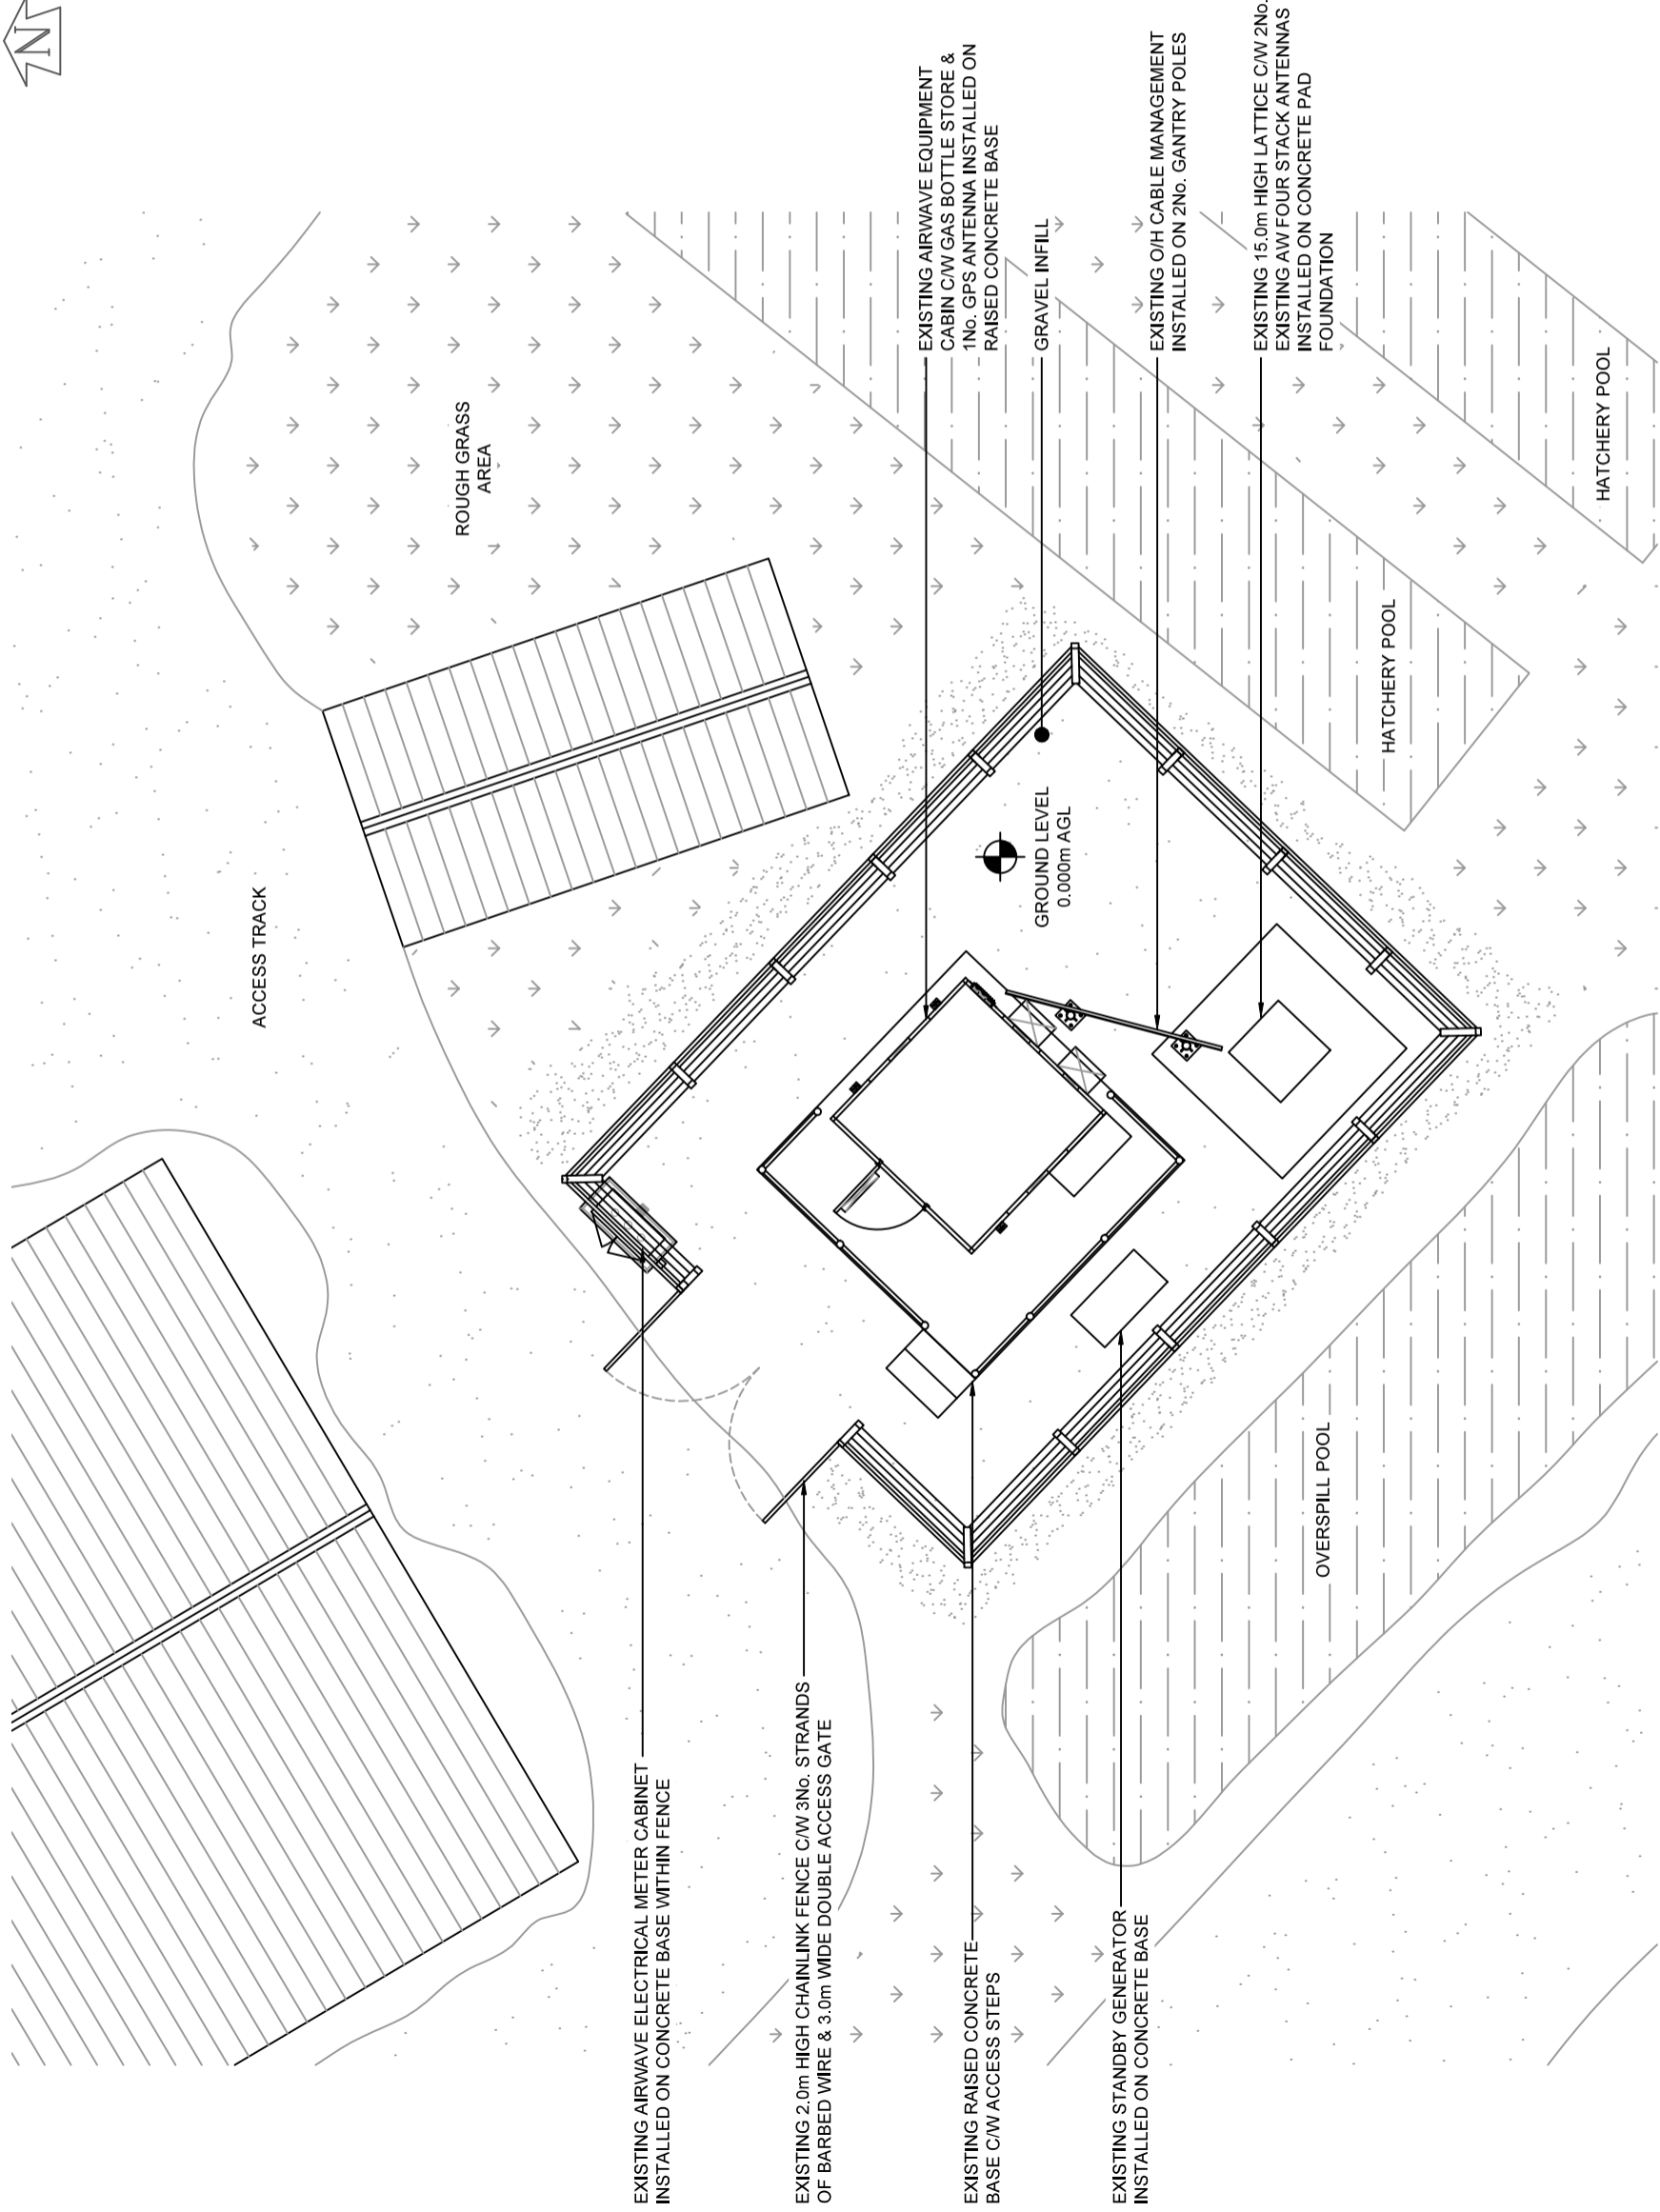 N
ACCESS TRACK
ROUGH GRASS
AREA
EXISTING AIRWAVE ELECTRICAL METER CABINET
INSTALLED ON CONCRETE BASE WITHIN FENCE
EXISTING 2.0m HIGH CHAINLINK FENCE C/W 3No. STRANDS
OF BARBED WIRE & 3.0m WIDE DOUBLE ACCESS GATE
EXISTING RAISED CONCRETE
BASE C/W ACCESS STEPS
EXISTING STANDBY GENERATOR
INSTALLED ON CONCRETE BASE
EXISTING AIRWAVE EQUIPMENT
CABIN C/W GAS BOTTLE STORE &
1No. GPS ANTENNA INSTALLED ON
RAISED CONCRETE BASE
GRAVEL INFILL
GROUND LEVEL
0.000m AGL
EXISTING O/H CABLE MANAGEMENT
INSTALLED ON 2No. GANTRY POLES
EXISTING 15.0m HIGH LATTICE C/W 2No.
EXISTING AW FOUR STACK ANTENNAS
INSTALLED ON CONCRETE PAD
FOUNDATION
OVERSPILL POOL
HATCHERY POOL
HATCHERY POOL